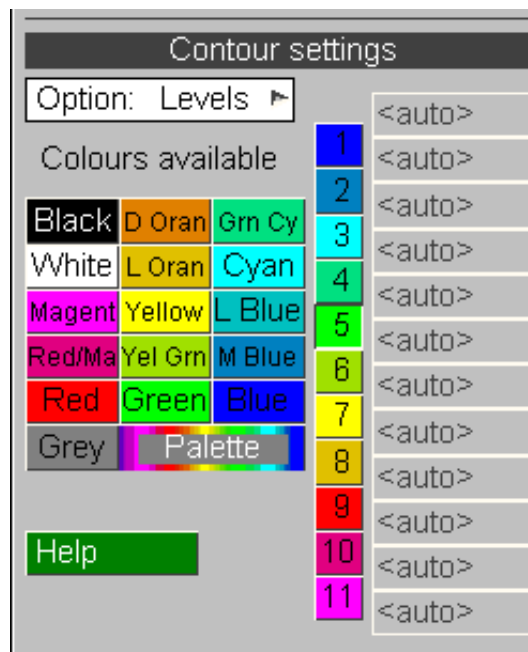 Contour settings
Option: Levels
Colours available
Black D Oran Grn Cy
White L Oran Cyan
Magent Yellow L Blue
Red/Ma Yel Grn M Blue
Red Green Blue
Grey Palette
Help
1
2
3
4
5
6
7
8
9
10
11
<auto>
<auto>
<auto>
<auto>
<auto>
<auto>
<auto>
<auto>
<auto>
<auto>
<auto>
<auto>